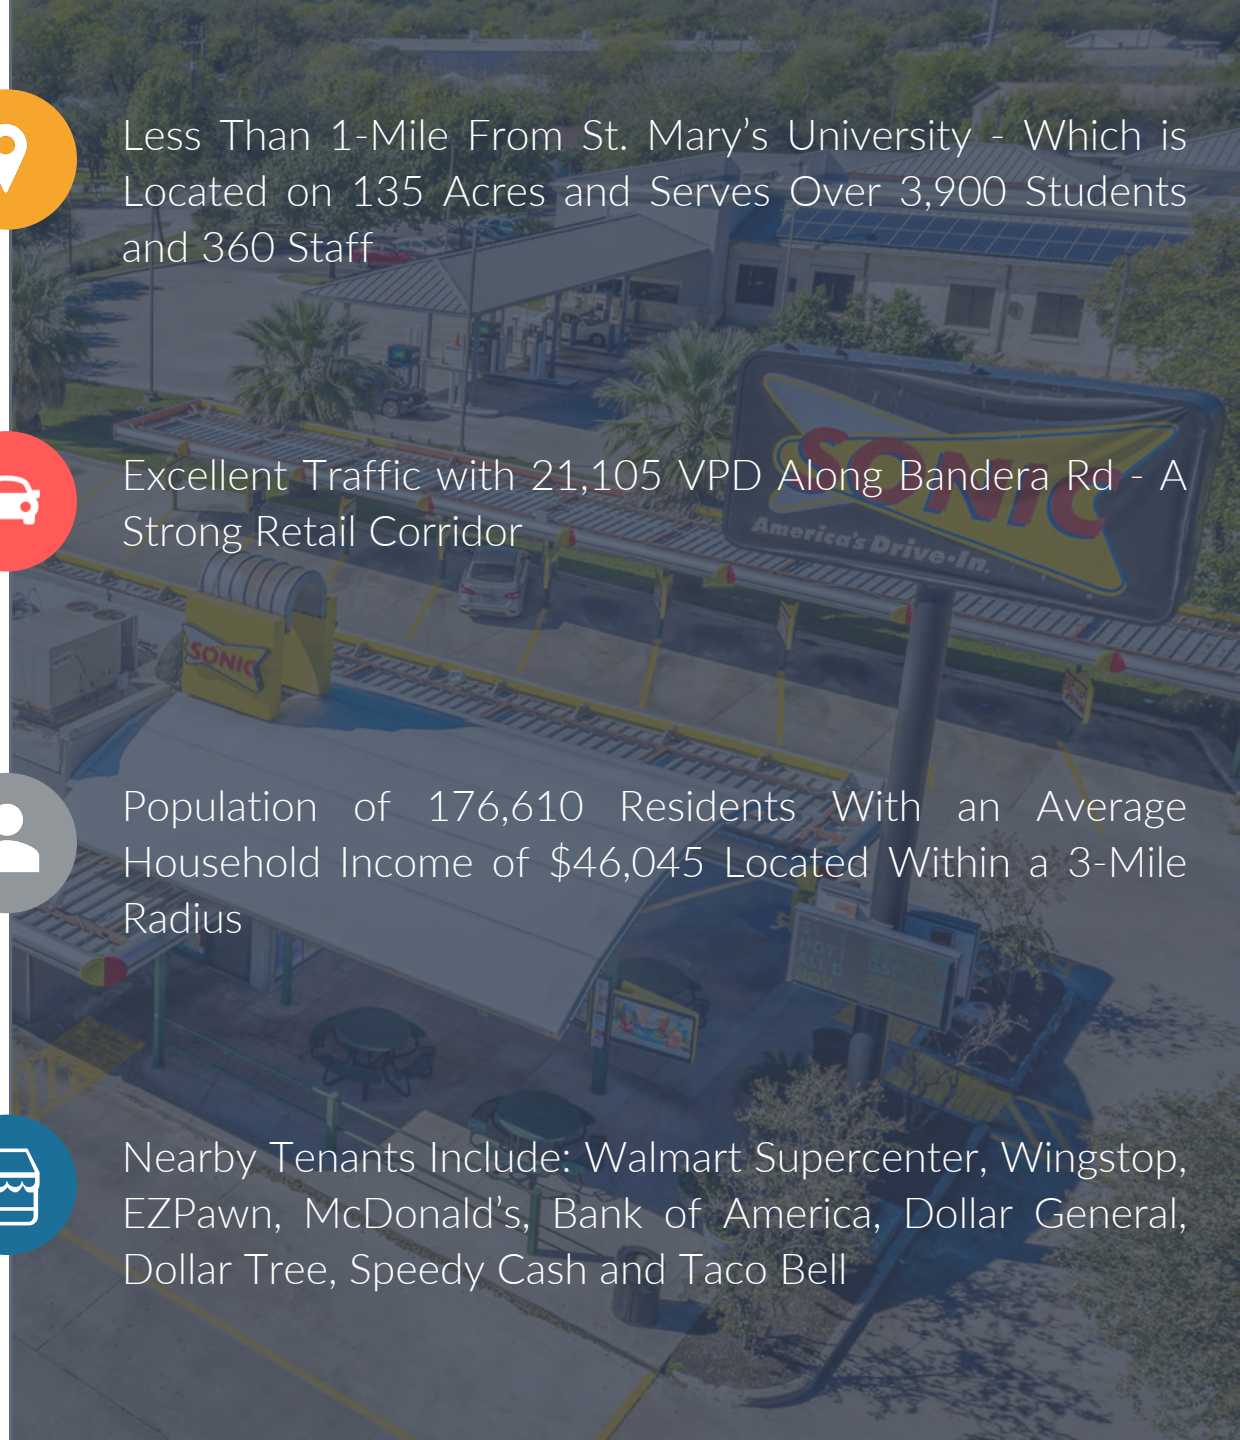 Less Than 1-Mile From St. Mary’s University - Which is
Located on 135 Acres and Serves Over 3,900 Students
and 360 Staff
SONIC
America's Drive-In.
Excellent Traffic with 21,105 VPD Along Bandera Rd - A
Strong Retail Corridor
SONIC
Population of 176,610 Residents With an Average
Household Income of $46,045 Located Within a 3-Mile
Radius
HOT
Nearby Tenants Include: Walmart Supercenter, Wingstop,
EZPawn, McDonald’s, Bank of America, Dollar General,
Dollar Tree, Speedy Cash and Taco Bell